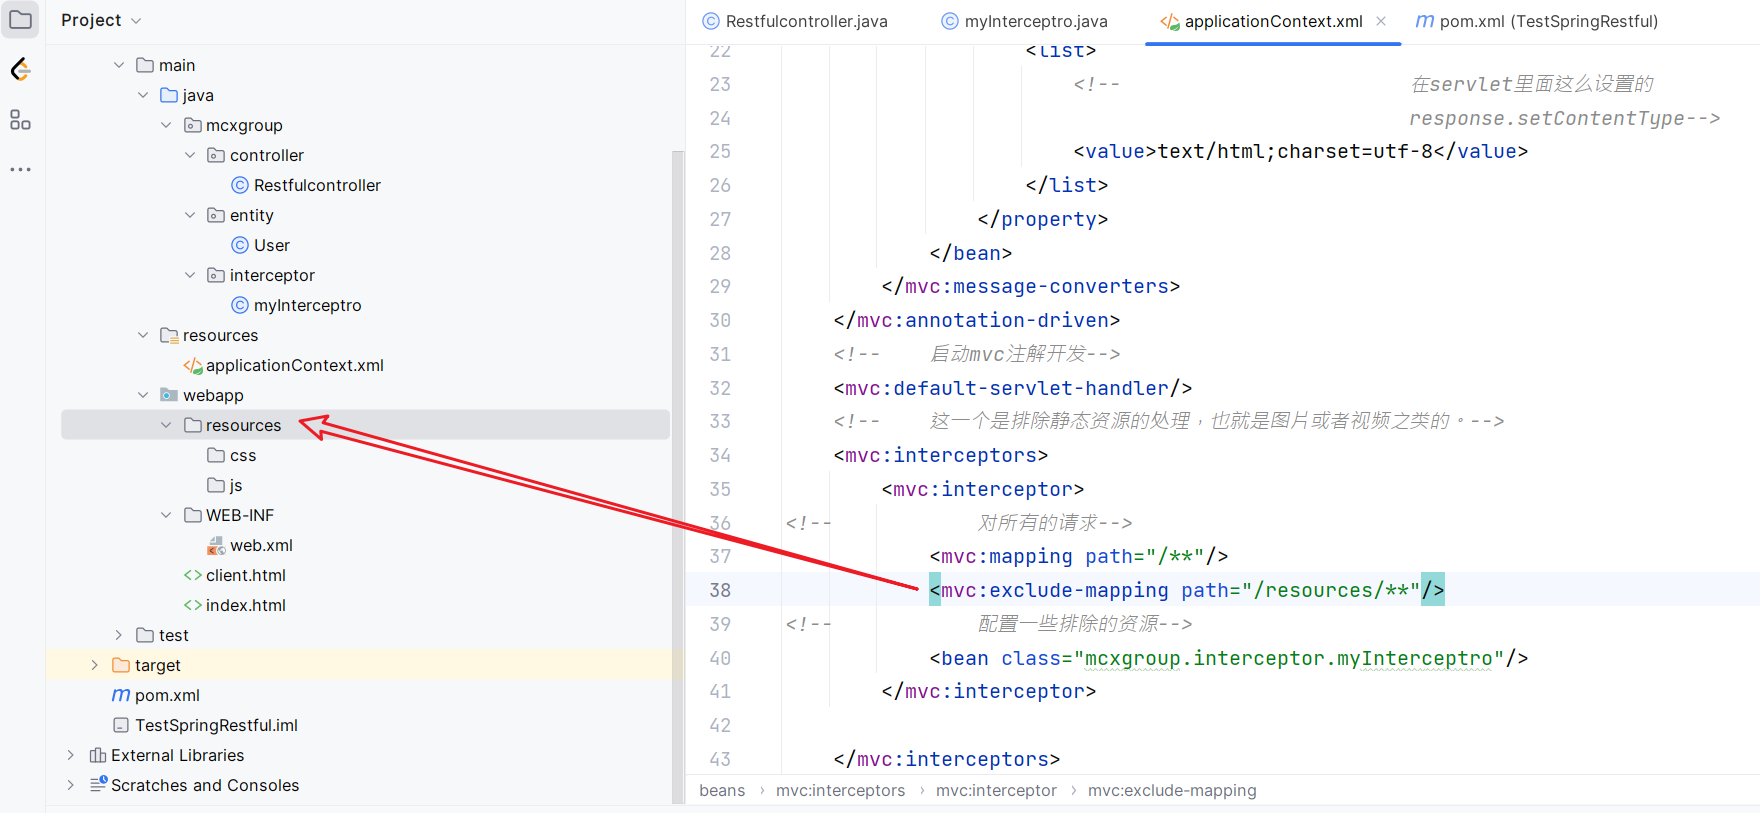 Project
main
java
mcxgroup
controller
Restfulcontroller
entity
User
interceptor
myInterceptro
resources
applicationContext.xml
webapp
resources
css
js
WEB-INF
web.xml
client.html
index.html
test
target
pom.xml
TestSpringRestful.iml
External Libraries
Scratches and Consoles
Restfulcontroller.java myInterceptro.java applicationContext.xml pom.xml (TestSpringRestful)
22 <list>
23 <!-- 在servlet里面这么设置的
24 response.setContentType-->
25 <value>text/html;charset=utf-8</value>
26 </list>
27 </property>
28 </bean>
29 </mvc:message-converters>
30 </mvc:annotation-driven>
31 <!-- 启动mvc注解开发-->
32 <mvc:default-servlet-handler/>
33 <!-- 这一个是排除静态资源的处理，也就是图片或者视频之类的。-->
34 <mvc:interceptors>
35 <mvc:interceptor>
36 <!-- 对所有的请求-->
37 <mvc:mapping path="/**"/>
38 <mvc:exclude-mapping path="/resources/**"/>
39 <!-- 配置一些排除的资源-->
40 <bean class="mcxgroup.interceptor.myInterceptro"/>
41 </mvc:interceptor>
42
43 </mvc:interceptors>
beans › mvc:interceptors › mvc:interceptor › mvc:exclude-mapping